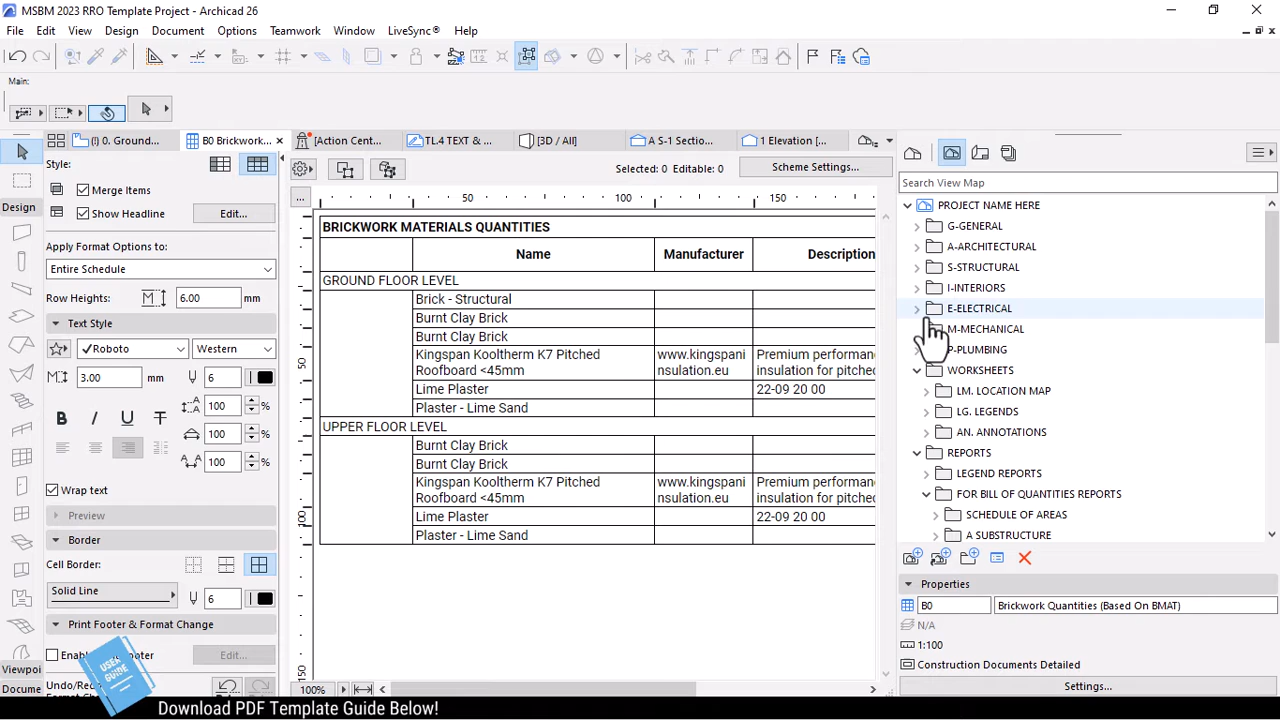 MSBM 2023 RRO Template Project - Archicad 26
File Edit View Design Document Options Teamwork Window LiveSync® Help
Main:
(!) 0. Ground...
B0 Brickwork...
[Action Cent...
TL.4 TEXT & ...
[3D / All]
A S-1 Sectio...
1 Elevation [...
Style:
Merge Items
Show Headline
Edit...
Apply Format Options to:
Entire Schedule
Row Heights:
6.00
mm
Text Style
Roboto
Western
3.00
mm
6
100
%
B I U T
100
%
100
%
Wrap text
Preview
Border
Cell Border:
Solid Line
6
Print Footer & Format Change
Edit...
Design
Viewpoi
Docume
Selected: 0 Editable: 0
Scheme Settings...
...
50
100
150
50
100
150
BRICKWORK MATERIALS QUANTITIES
Name Manufacturer Description
GROUND FLOOR LEVEL
Brick - Structural
Burnt Clay Brick
Burnt Clay Brick
Kingspan Kooltherm K7 Pitched www.kingspani Premium performan
Roofboard <45mm nsulation.eu insulation for pitched
Lime Plaster 22-09 20 00
Plaster - Lime Sand
UPPER FLOOR LEVEL
Burnt Clay Brick
Burnt Clay Brick
Kingspan Kooltherm K7 Pitched www.kingspani Premium performan
Roofboard <45mm nsulation.eu insulation for pitched
Lime Plaster 22-09 20 00
Plaster - Lime Sand
100%
Search View Map
PROJECT NAME HERE
G-GENERAL
A-ARCHITECTURAL
S-STRUCTURAL
I-INTERIORS
E-ELECTRICAL
M-MECHANICAL
P-PLUMBING
WORKSHEETS
LM. LOCATION MAP
LG. LEGENDS
AN. ANNOTATIONS
REPORTS
LEGEND REPORTS
FOR BILL OF QUANTITIES REPORTS
SCHEDULE OF AREAS
A SUBSTRUCTURE
Properties
B0
Brickwork Quantities (Based On BMAT)
N/A
1:100
Construction Documents Detailed
Settings...
USER
GUIDE
Download PDF Template Guide Below!